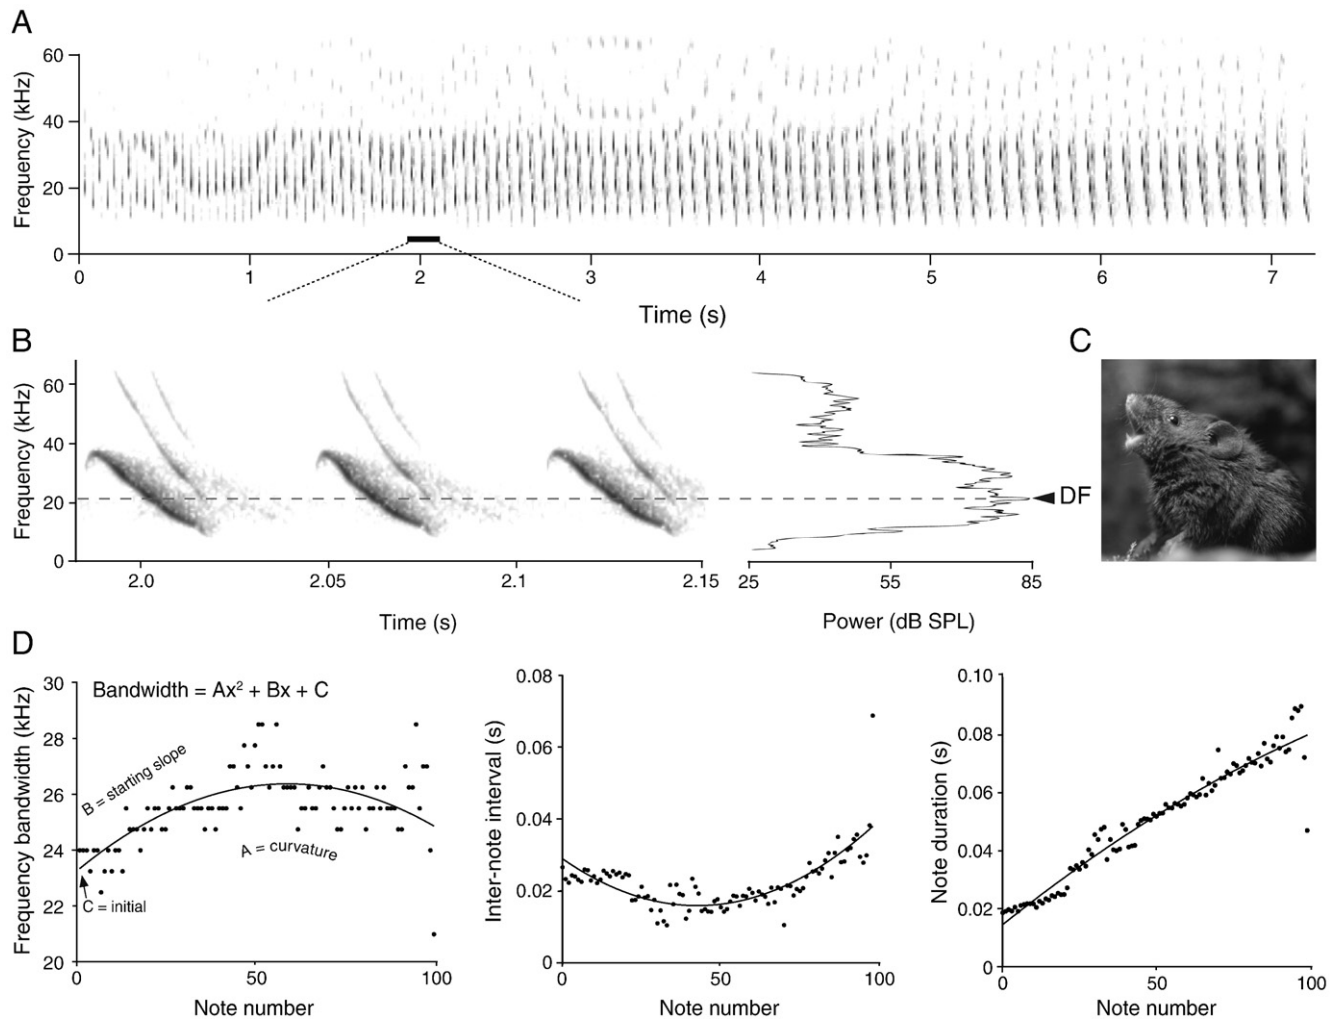 A
Frequency (kHz)
60
40
20
0
0 1 2 3 4 5 6 7
Time (s)
B
Frequency (kHz)
60
40
20
0
2.0 2.05 2.1 2.15
Time (s)
DF
25 55 85
Power (dB SPL)
C
D
Frequency bandwidth (kHz)
30
28
26
24
22
20
Bandwidth = Ax² + Bx + C
B = starting slope
A = curvature
C = initial
0 50 100
Note number
Inter-note interval (s)
0.08
0.06
0.04
0.02
0
0 50 100
Note number
Note duration (s)
0.10
0.08
0.06
0.04
0.02
0
0 50 100
Note number